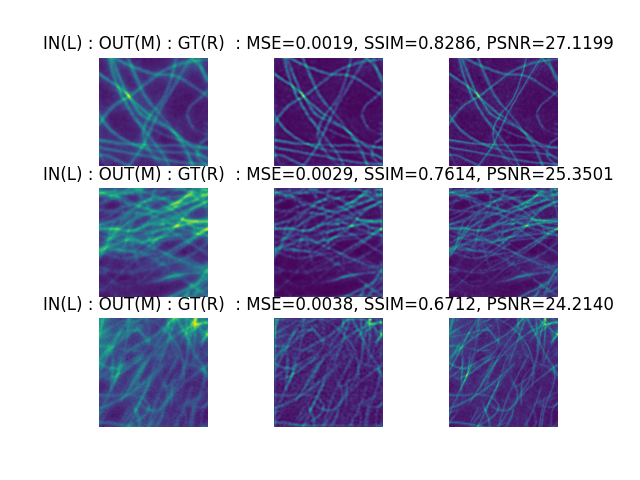 IN(L) : OUT(M) : GT(R)  : MSE=0.0019, SSIM=0.8286, PSNR=27.1199
IN(L) : OUT(M) : GT(R)  : MSE=0.0029, SSIM=0.7614, PSNR=25.3501
IN(L) : OUT(M) : GT(R)  : MSE=0.0038, SSIM=0.6712, PSNR=24.2140